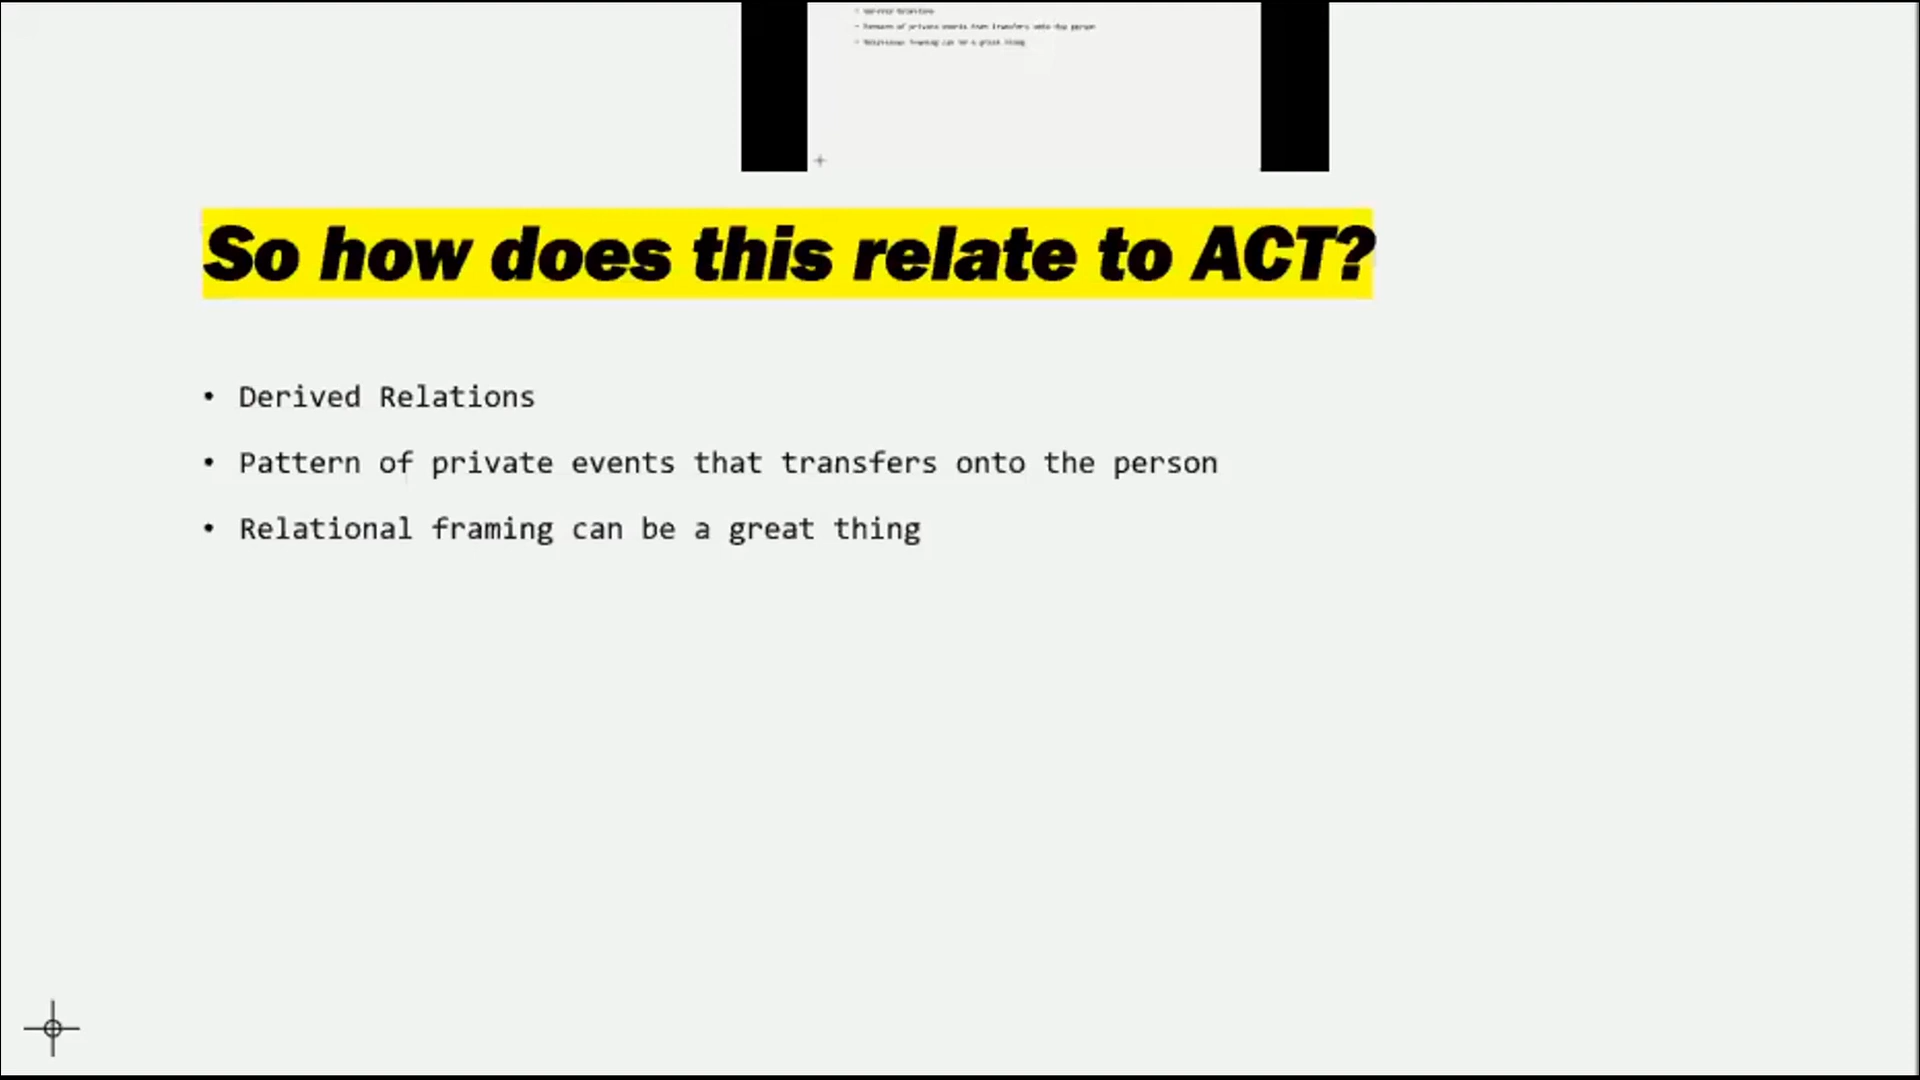 So how does this relate to ACT?
• Derived Relations
• Pattern of private events that transfers onto the person
• Relational framing can be a great thing